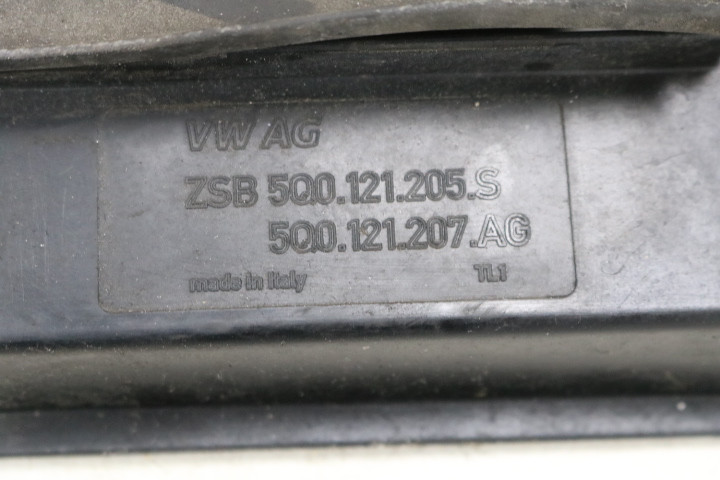 VW AG
ZSB 5Q0.121.205.S
5Q0.121.207.AG
made in Italy TL1